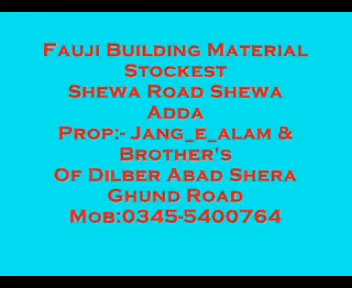 Fauji Building Material
Stockest
Shewa Road Shewa
Adda
Prop:- Jang_e_alam &
Brother's
Of Dilber Abad Shera
Ghund Road
Mob:0345-5400764